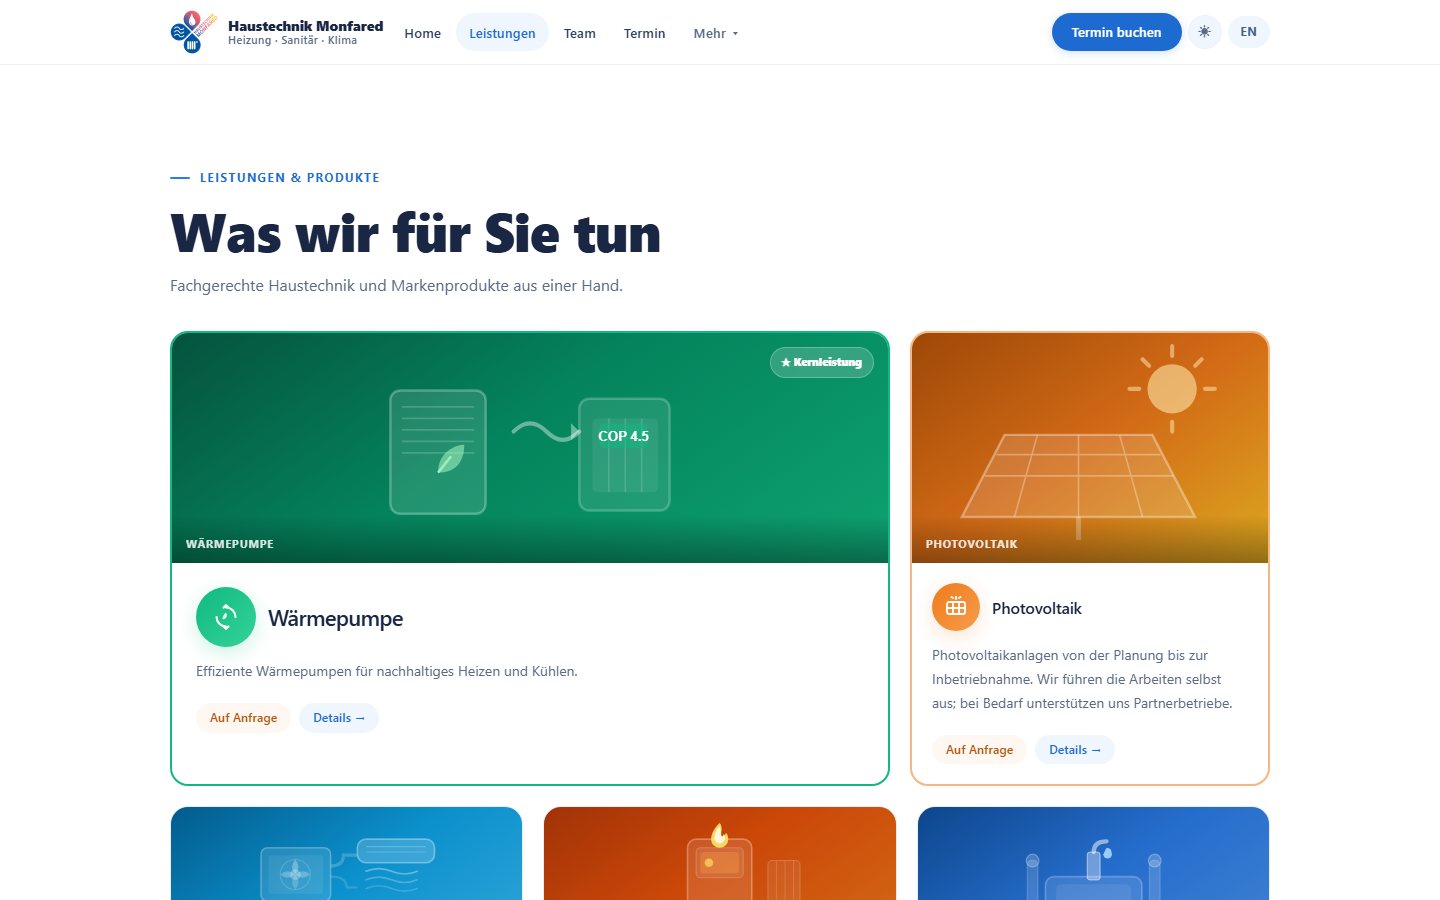 Haustechnik Monfared
Heizung · Sanitär · Klima
Home
Leistungen
Team
Termin
Mehr
Termin buchen
EN
LEISTUNGEN & PRODUKTE
Was wir für Sie tun
Fachgerechte Haustechnik und Markenprodukte aus einer Hand.
★ Kernleistung
COP 4.5
WÄRMEPUMPE
Wärmepumpe
Effiziente Wärmepumpen für nachhaltiges Heizen und Kühlen.
Auf Anfrage
Details →
PHOTOVOLTAIK
Photovoltaik
Photovoltaikanlagen von der Planung bis zur
Inbetriebnahme. Wir führen die Arbeiten selbst
aus; bei Bedarf unterstützen uns Partnerbetriebe.
Auf Anfrage
Details →